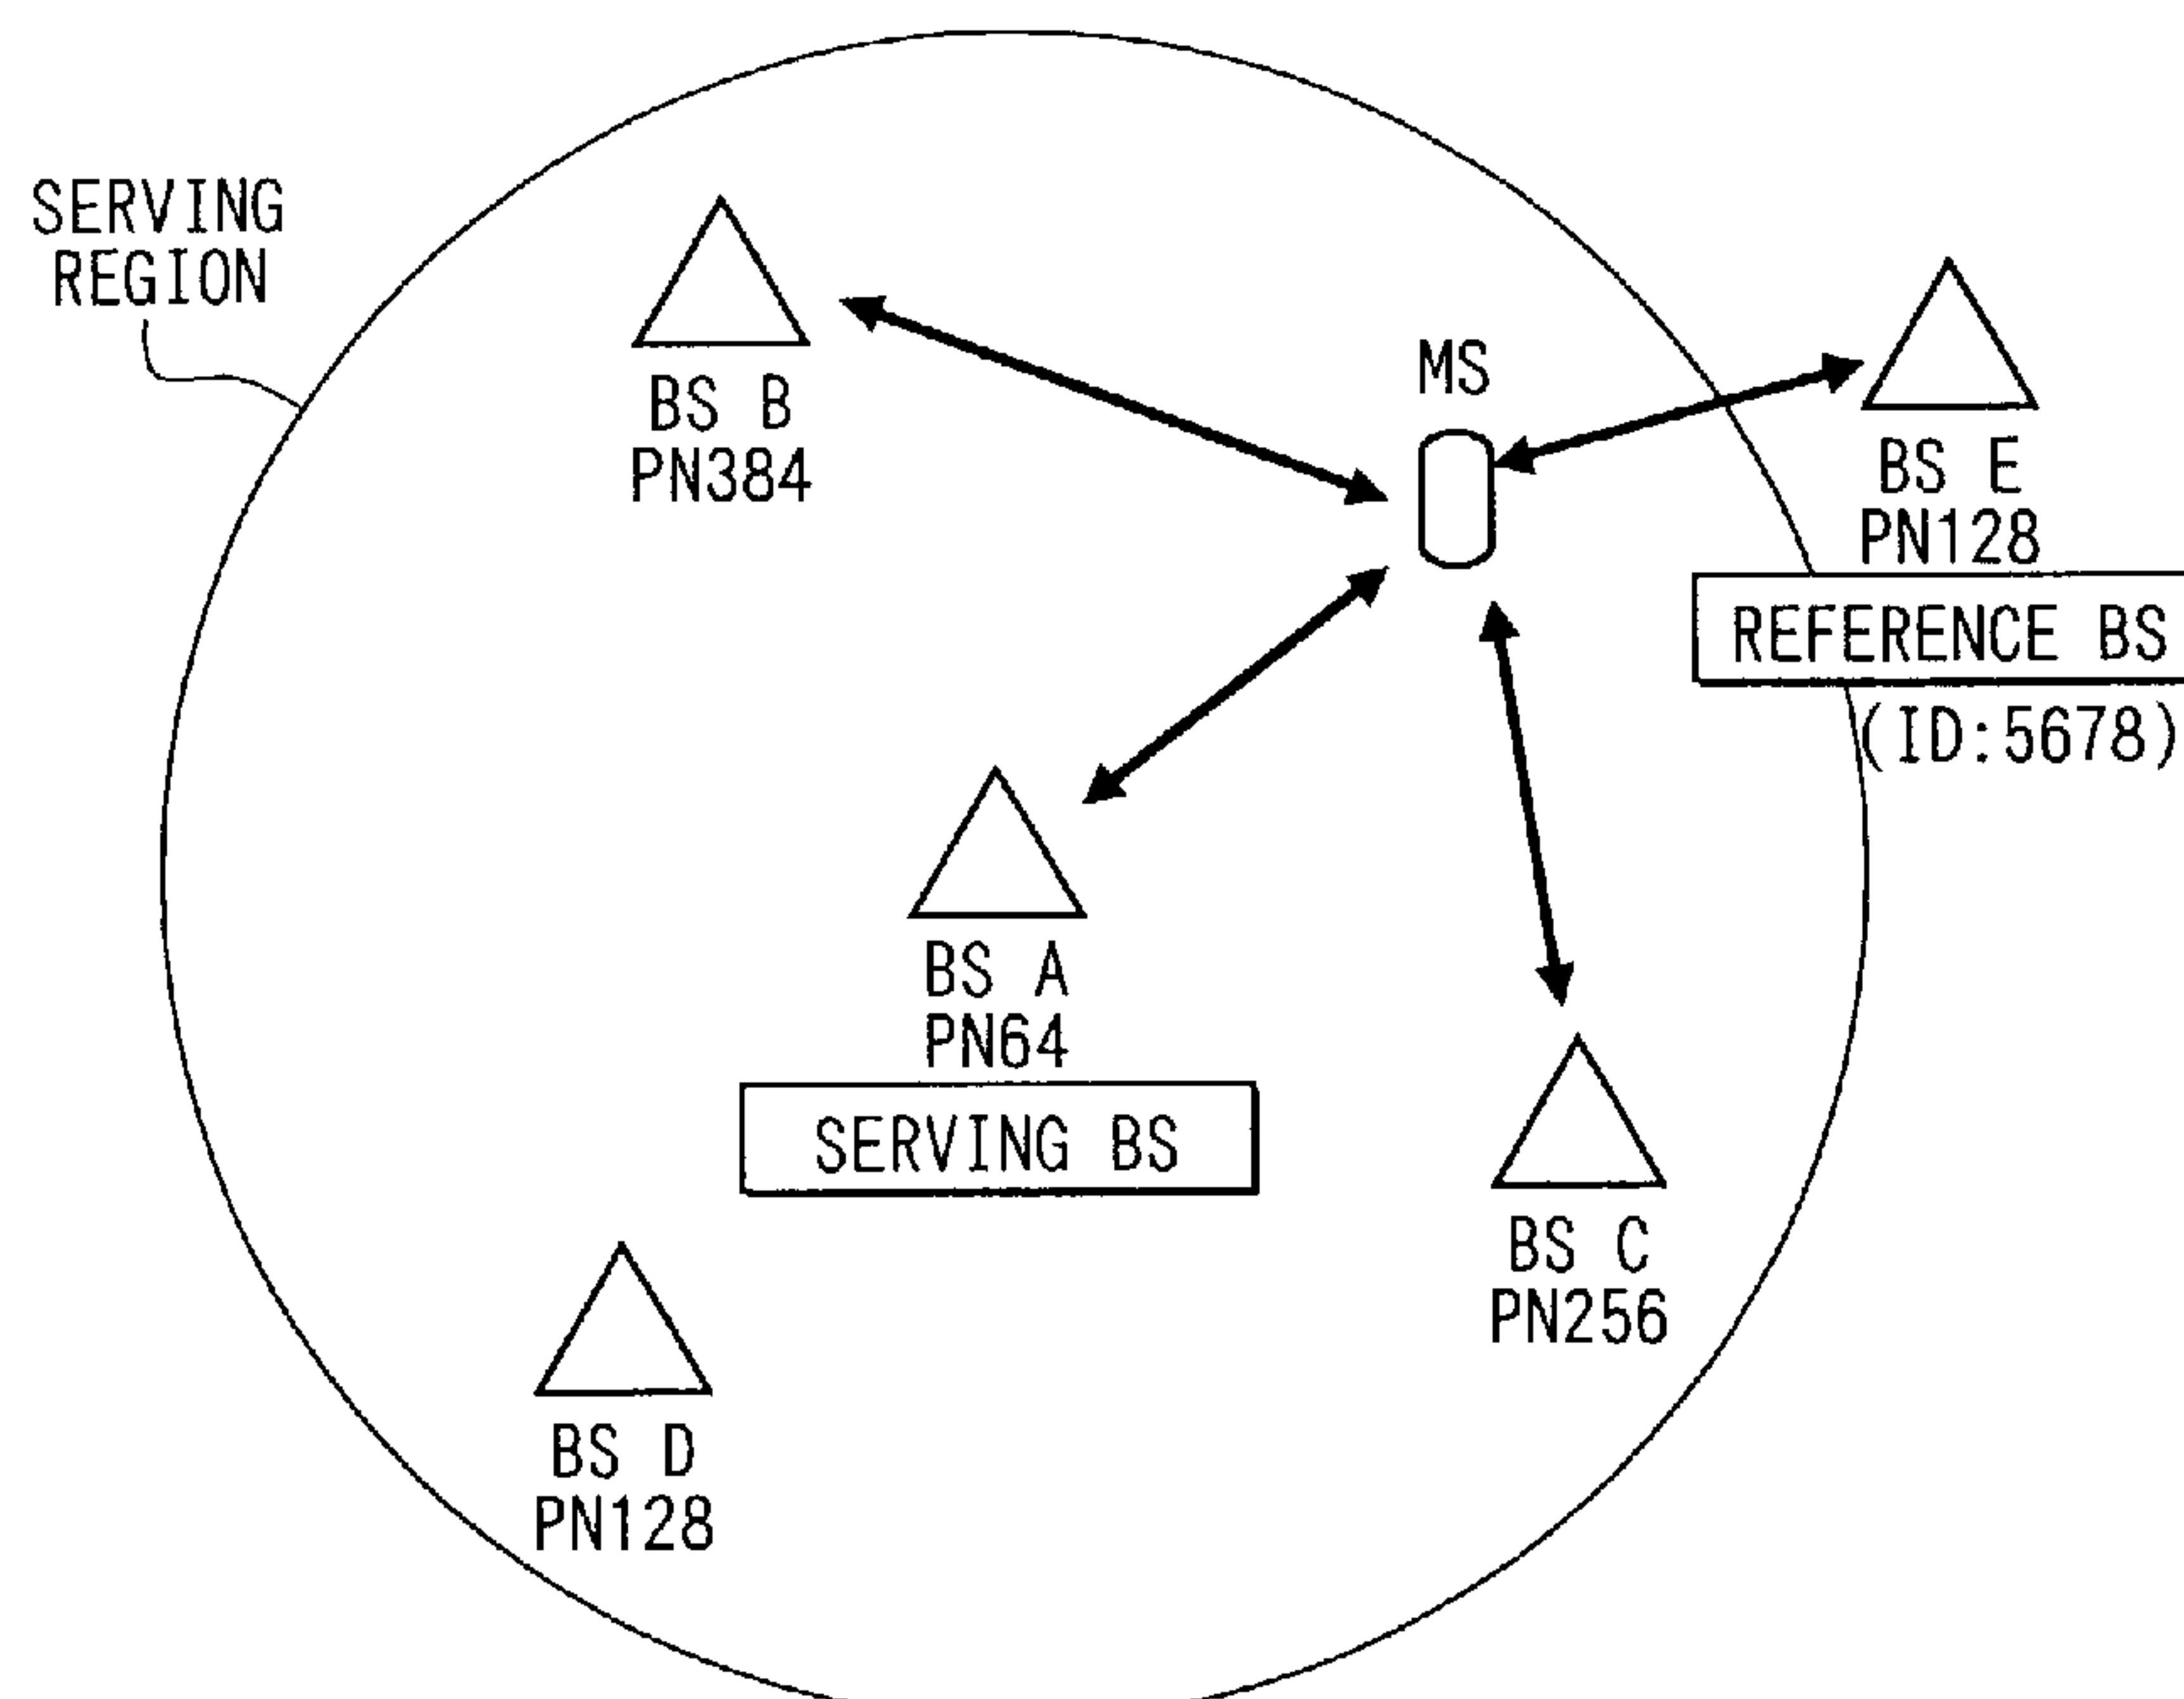 SERVING
REGION
BS B
PN384
MS
BS E
PN128
REFERENCE BS
(ID:5678)
BS A
PN64
SERVING BS
BS C
PN256
BS D
PN128